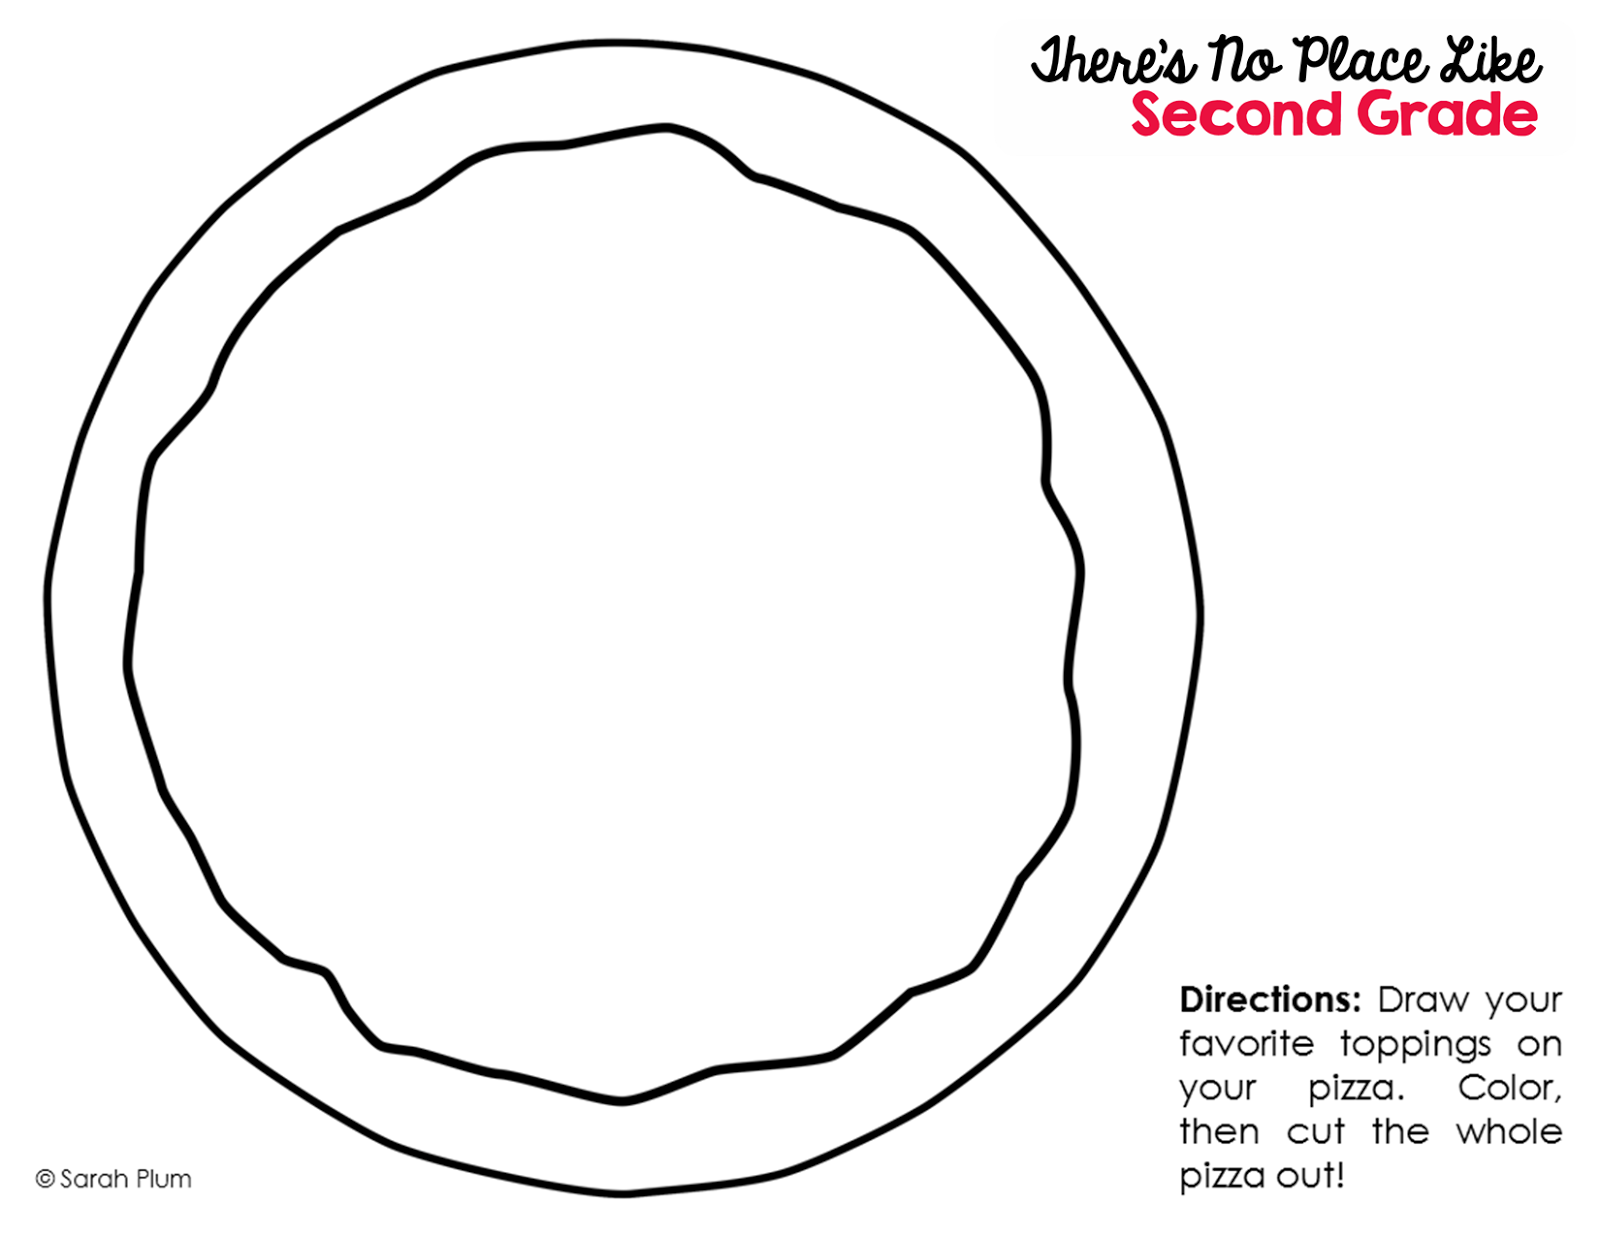 There's No Place Like
Second Grade
Directions: Draw your
favorite toppings on
your pizza. Color,
then cut the whole
pizza out!
© Sarah Plum